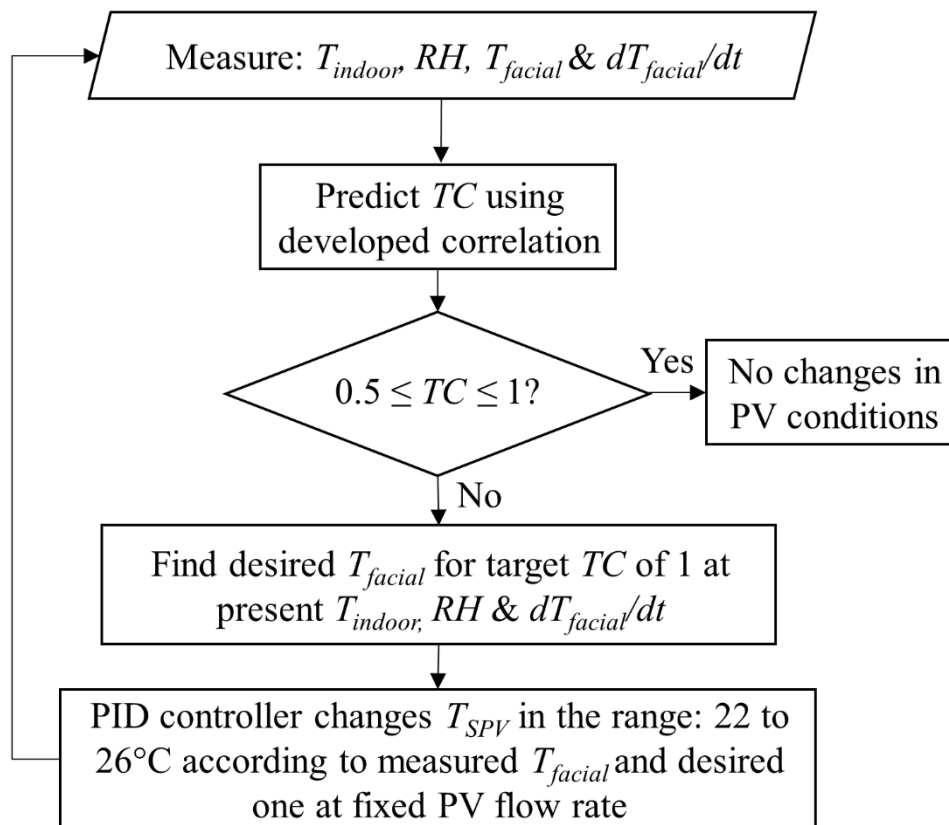 Measure: T_indoor, RH, T_facial & dT_facial/dt
Predict TC using
developed correlation
0.5 ≤ TC ≤ 1?
Yes
No changes in
PV conditions
No
Find desired T_facial for target TC of 1 at
present T_indoor, RH & dT_facial/dt
PID controller changes T_SPV in the range: 22 to
26°C according to measured T_facial and desired
one at fixed PV flow rate